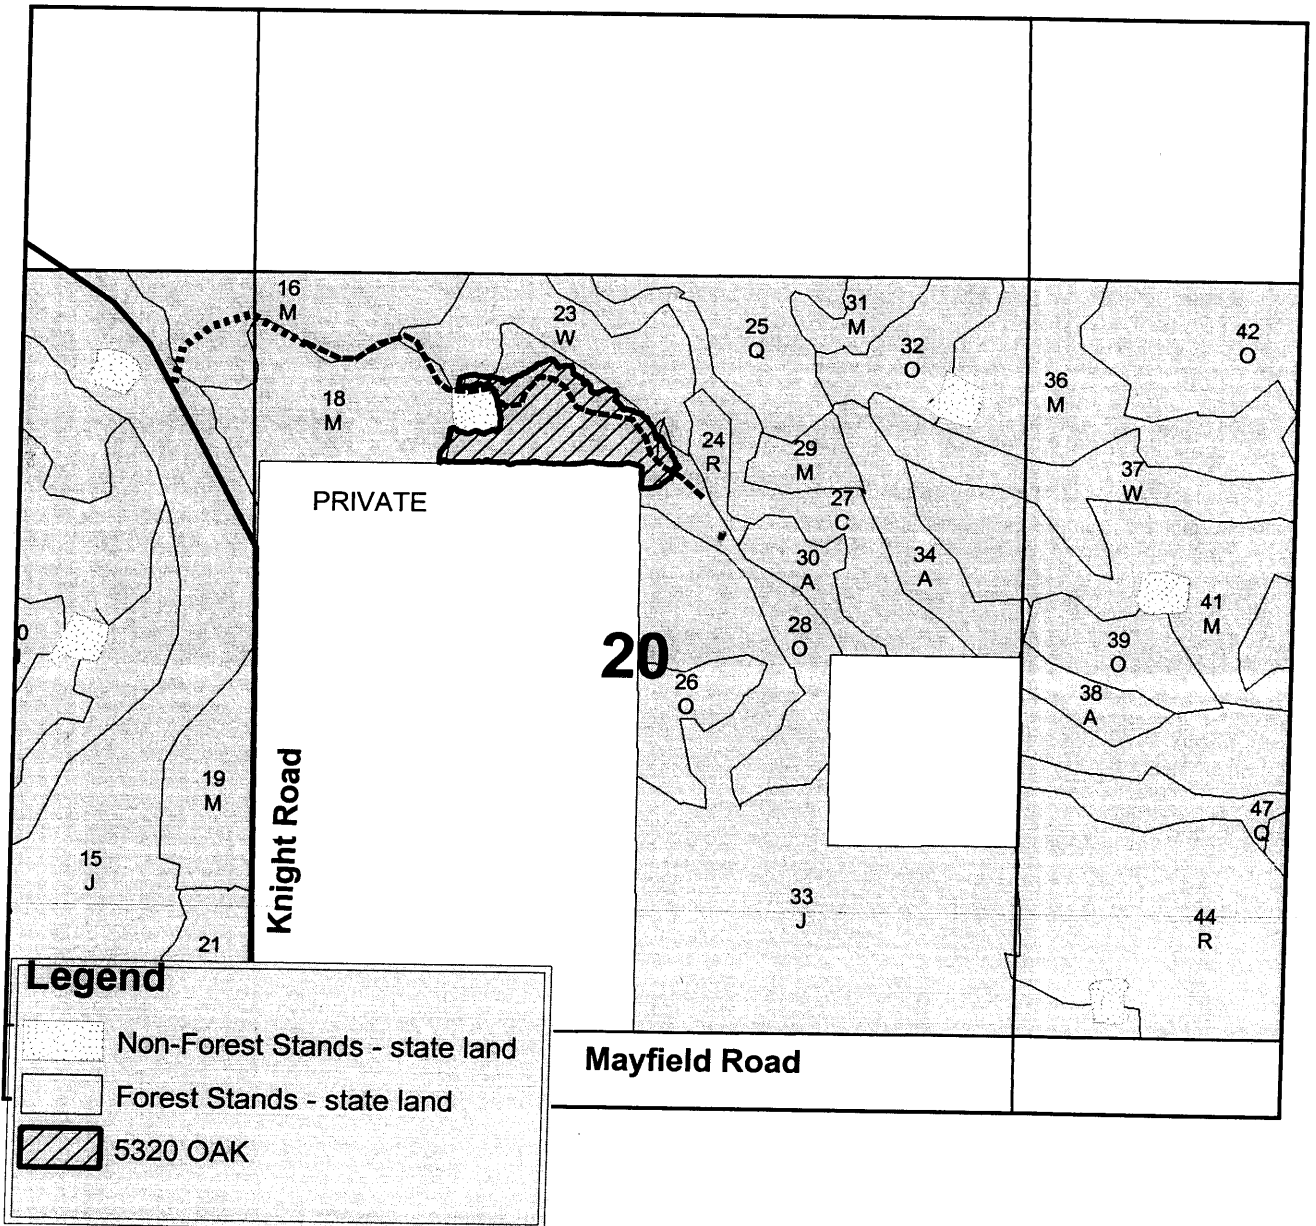 16
M
23
W
25
Q
31
M
32
O
42
O
36
M
18
M
24
R
29
M
37
W
PRIVATE
27
C
30
A
34
A
41
M
28
O
39
O
20
26
O
38
A
19
M
Knight Road
47
Q
15
J
33
J
44
R
21
Legend
Non-Forest Stands - state land
Forest Stands - state land
5320 OAK
Mayfield Road